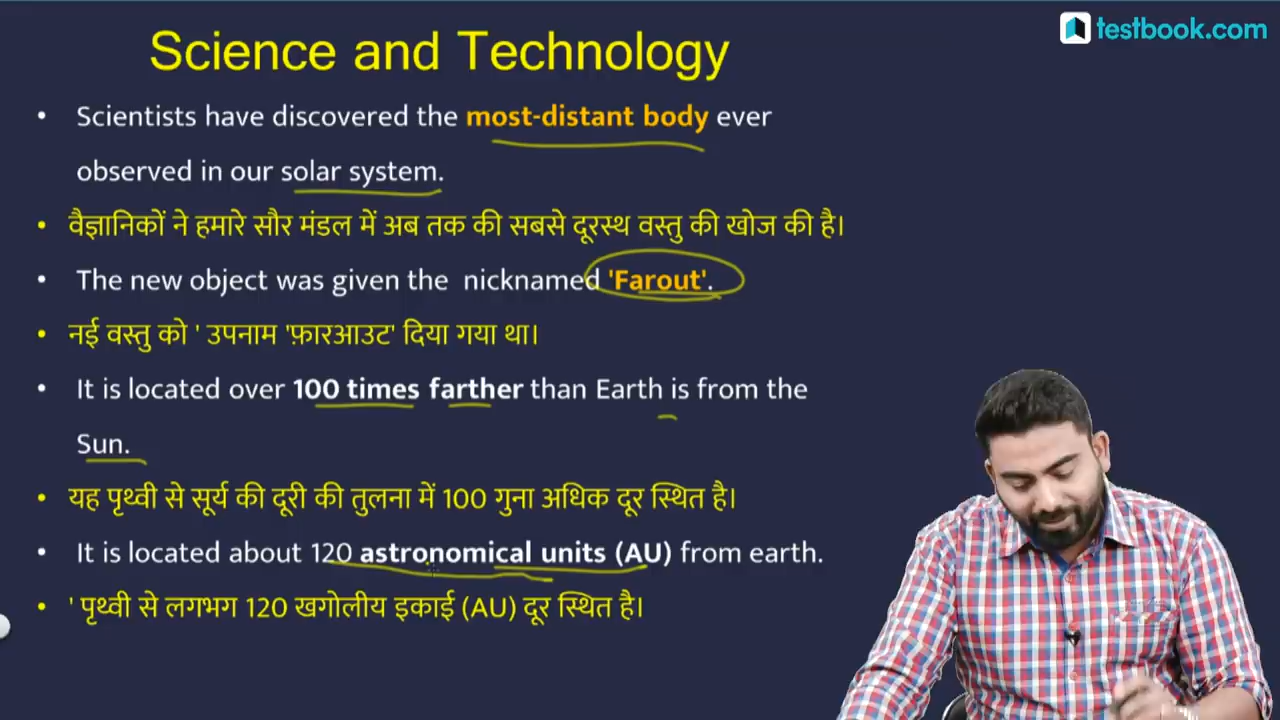 testbook.com
Science and Technology
• Scientists have discovered the most-distant body ever
observed in our solar system.
• वैज्ञानिकों ने हमारे सौर मंडल में अब तक की सबसे दूरस्थ वस्तु की खोज की है।
• The new object was given the nicknamed 'Farout'.
• नई वस्तु को ' उपनाम 'फ़ारआउट' दिया गया था।
• It is located over 100 times farther than Earth is from the
Sun.
• यह पृथ्वी से सूर्य की दूरी की तुलना में 100 गुना अधिक दूर स्थित है।
• It is located about 120 astronomical units (AU) from earth.
• ' पृथ्वी से लगभग 120 खगोलीय इकाई (AU) दूर स्थित है।